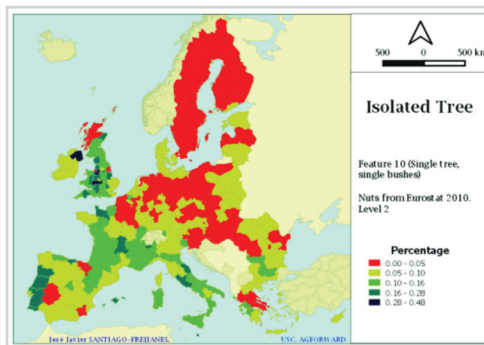 500 0 500 km
Isolated Tree
Feature 10 (Single tree,
single bushes)
Nuts from Eurostat 2010.
Level 2
Percentage
0.00 - 0.05
0.05 - 0.10
0.10 - 0.16
0.16 - 0.28
0.28 - 0.48
José Javier SANTIAGO-FREIJANES,
USC, AGFORWARD